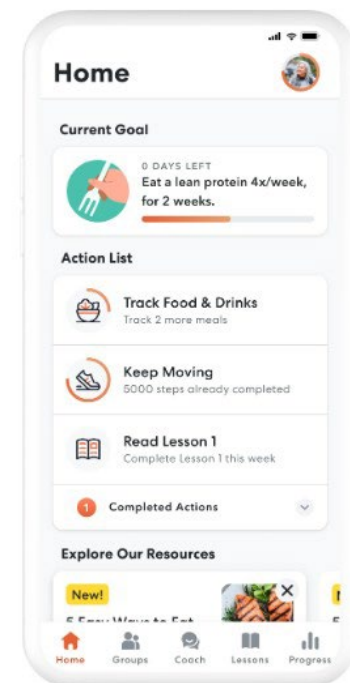 Home
Current Goal
0 DAYS LEFT
Eat a lean protein 4x/week,
for 2 weeks.
Action List
Track Food & Drinks
Track 2 more meals
Keep Moving
5000 steps already completed
Read Lesson 1
Complete Lesson 1 this week
1 Completed Actions
Explore Our Resources
New!
5 Easy Ways to Eat
Home Groups Coach Lessons Progress